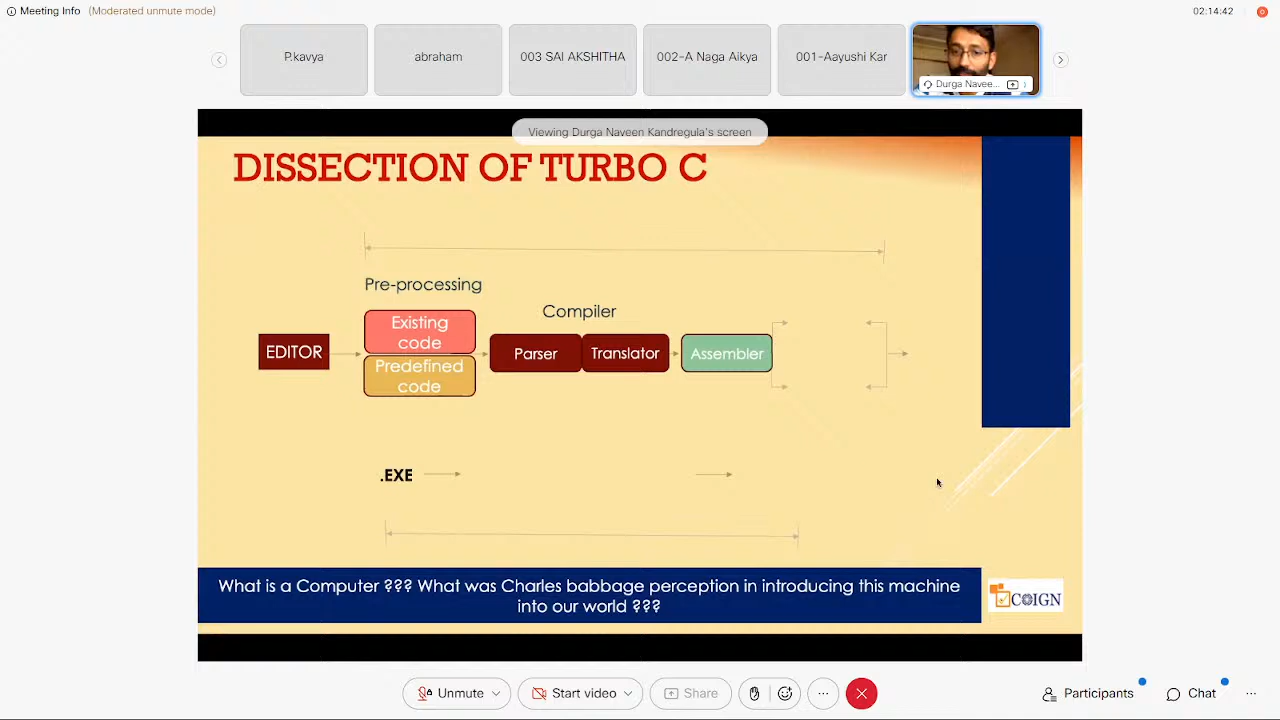 Meeting Info (Moderated unmute mode)
02:14:42
P.kavya
abraham
003-SAI AKSHITHA
002-A Naga Aikya
001-Aayushi Kar
Durga Navee...
Viewing Durga Naveen Kandregula's screen
DISSECTION OF TURBO C
Pre-processing
Compiler
EDITOR
Existing
code
Predefined
code
Parser
Translator
Assembler
.EXE
What is a Computer ??? What was Charles babbage perception in introducing this machine
into our world ???
COIGN
Unmute
Start video
Share
Participants
Chat